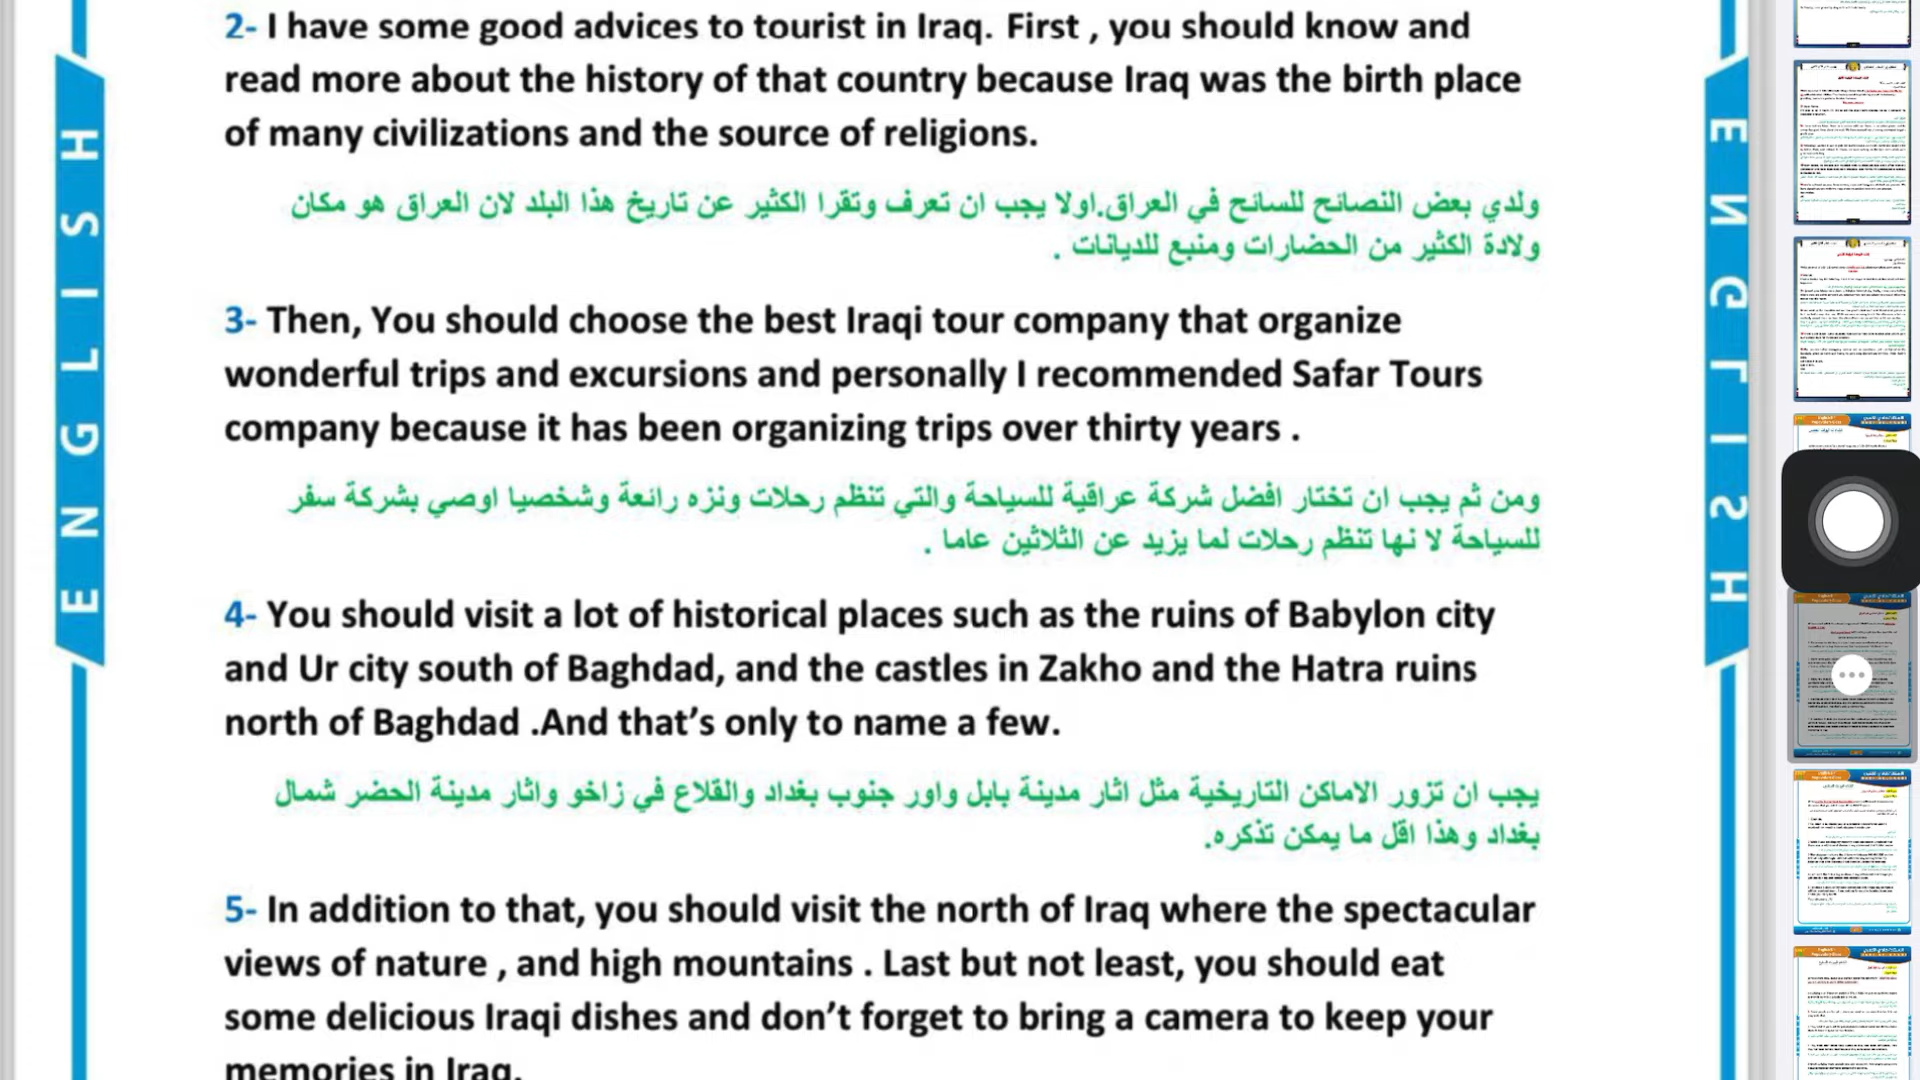 2- I have some good advices to tourist in Iraq. First , you should know and
read more about the history of that country because Iraq was the birth place
of many civilizations and the source of religions.
ولدي بعض النصائح للسائح في العراق.اولا يجب ان تعرف وتقرا الكثير عن تاريخ هذا البلد لان العراق هو مكان
ولادة الكثير من الحضارات ومنبع للديانات .
3- Then, You should choose the best Iraqi tour company that organize
wonderful trips and excursions and personally I recommended Safar Tours
company because it has been organizing trips over thirty years .
ومن ثم يجب ان تختار افضل شركة عراقية للسياحة والتي تنظم رحلات ونزه رائعة وشخصيا اوصي بشركة سفر
للسياحة لا نها تنظم رحلات لما يزيد عن الثلاثين عاما .
4- You should visit a lot of historical places such as the ruins of Babylon city
and Ur city south of Baghdad, and the castles in Zakho and the Hatra ruins
north of Baghdad .And that’s only to name a few.
يجب ان تزور الاماكن التاريخية مثل اثار مدينة بابل واور جنوب بغداد والقلاع في زاخو واثار مدينة الحضر شمال
بغداد وهذا اقل ما يمكن تذكره.
5- In addition to that, you should visit the north of Iraq where the spectacular
views of nature , and high mountains . Last but not least, you should eat
some delicious Iraqi dishes and don’t forget to bring a camera to keep your
memories in Iraq.
ENGLISH
ENGLISH